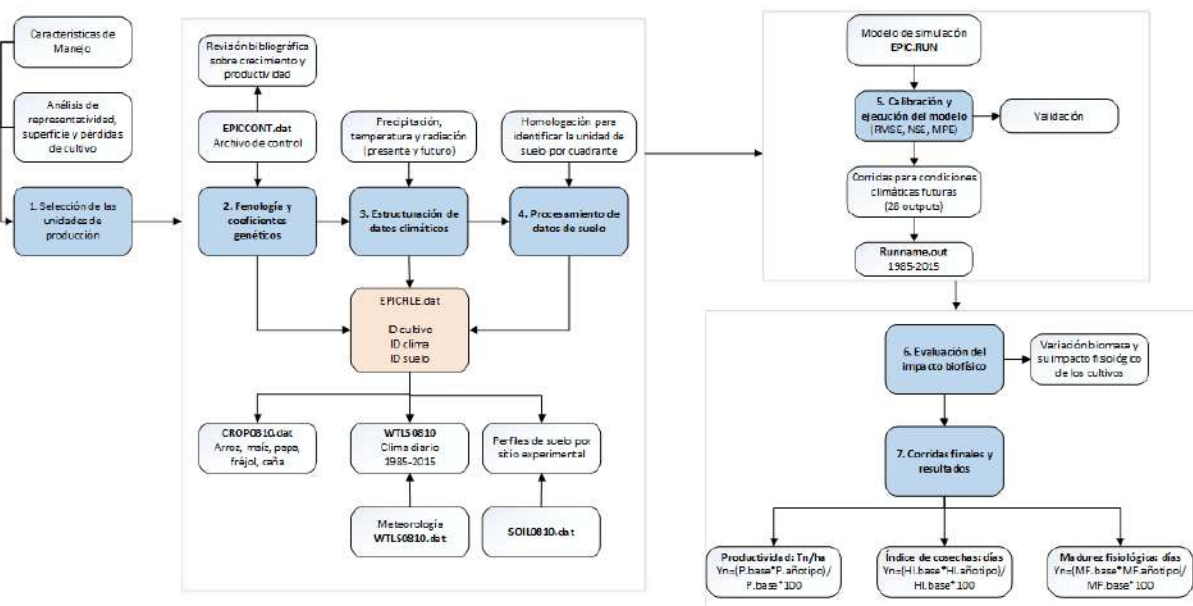 Características de
Manejo
Análisis de
representatividad,
superficie y pérdidas
de cultivo
1. Selección de las
unidades de
producción
Revisión bibliográfica
sobre crecimiento y
productividad
EPICCONT.dat
Archivo de control
2. Fenología y
coeficientes
genéticos
Precipitación,
temperatura y radiación
(presente y futuro)
3. Estructuración de
datos climáticos
Homologación para
identificar la unidad de
suelo por cuadrante
4. Procesamiento de
datos de suelo
EPICFILE.dat
ID cultivo
ID clima
ID suelo
CROP0810.dat
Arroz, maíz, papa,
fréjol, caña
WTLS0810
Clima diario
1985-2015
Perfiles de suelo por
sitio experimental
Meteorología
WTLS0810.dat
SOIL0810.dat
Modelo de simulación
EPIC.RUN
5. Calibración y
ejecución del modelo
(RMSE, NSE, MPE)
Validación
Corridas para condiciones
climáticas futuras
(28 outputs)
Runname.out
1985-2015
6. Evaluación del
impacto biofísico
Variación biomasa y
su impacto fisiológico
de los cultivos
7. Corridas finales y
resultados
Productividad: Tn/ha
Yn=(P.base*P.añotipo)/
P.base*100
Índice de cosechas: días
Yn=(HI.base*HI.añotipo)/
HI.base*100
Madurez fisiológica: días
Yn=(MF.base*MF.añotipo)/
MF.base*100